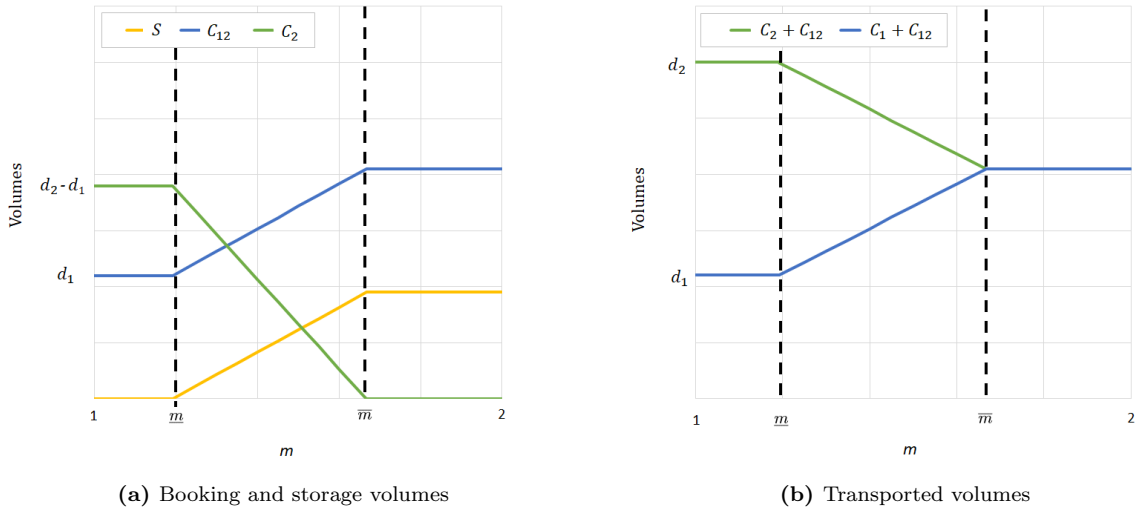 S C₁₂ C₂
Volumes
d₂-d₁
d₁
1 m̲ m̅ 2
m
(a) Booking and storage volumes
C₂ + C₁₂ C₁ + C₁₂
Volumes
d₂
d₁
1 m̲ m̅ 2
m
(b) Transported volumes